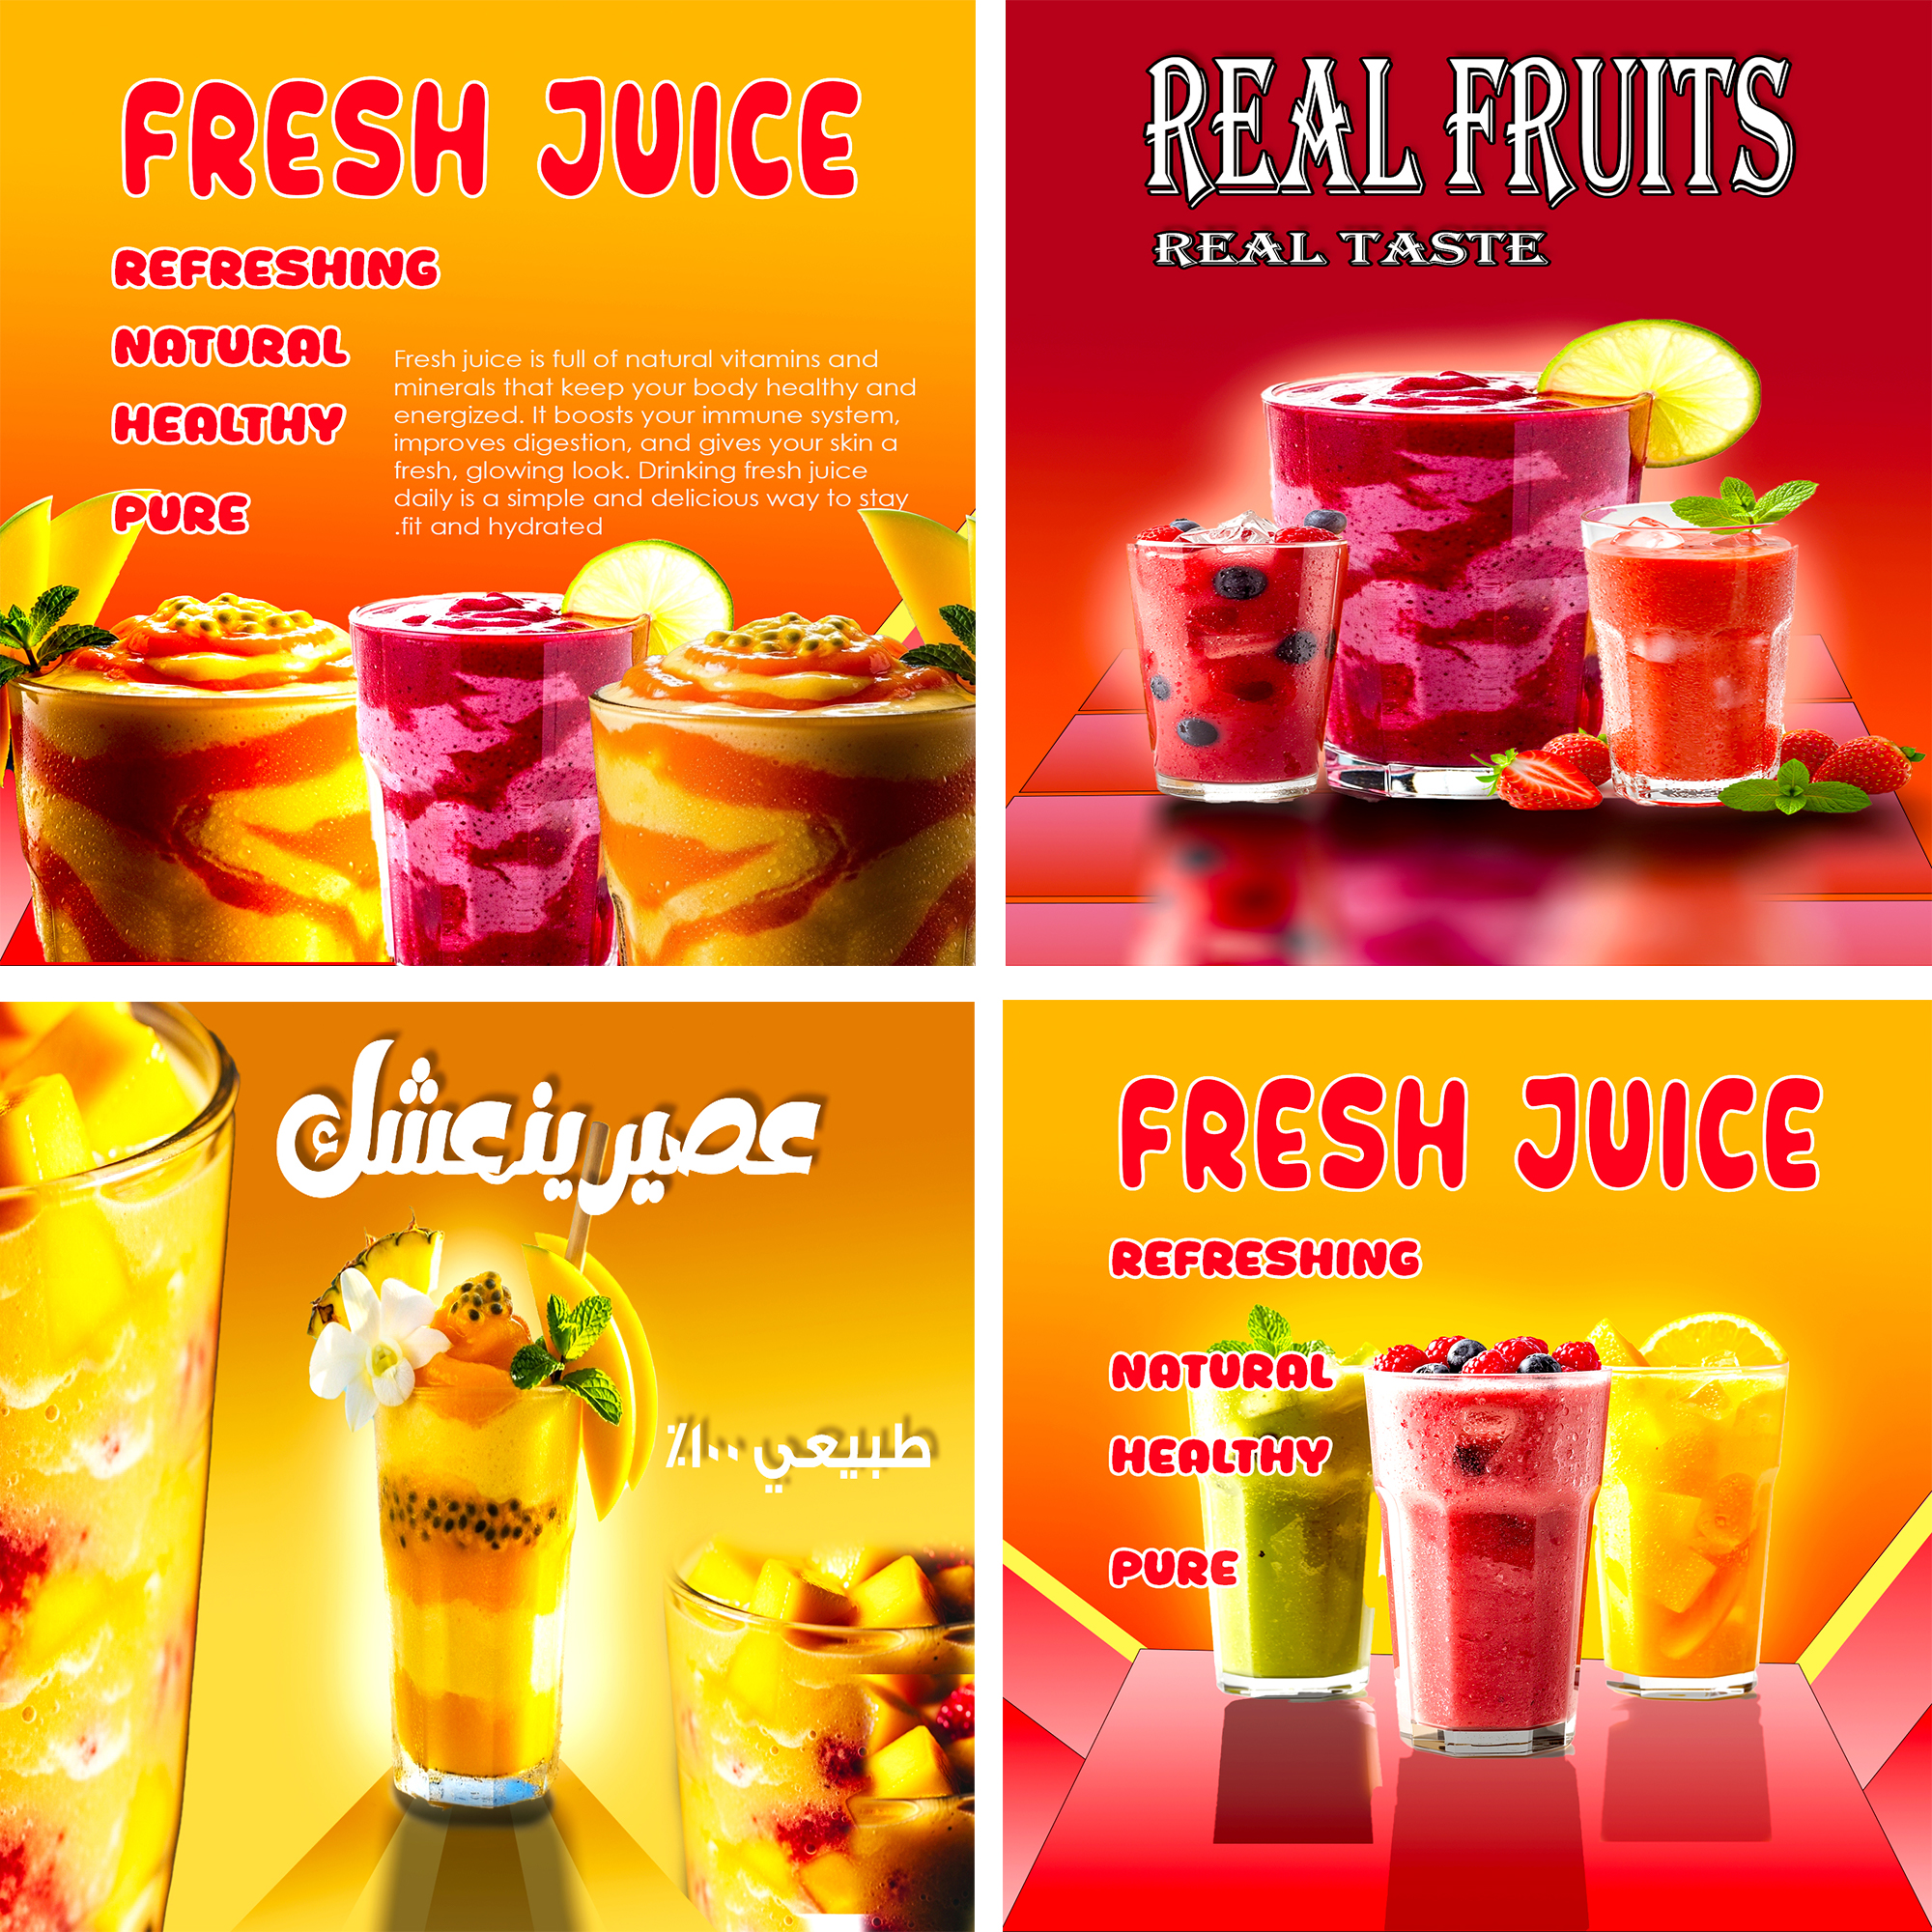 FRESH JUICE
REFRESHING
NATURAL
HEALTHY
PURE
Fresh juice is full of natural vitamins and
minerals that keep your body healthy and
energized. It boosts your immune system,
improves digestion, and gives your skin a
fresh, glowing look. Drinking fresh juice
daily is a simple and delicious way to stay
.fit and hydrated
REAL FRUITS
REAL TASTE
عصير ينعشك
طبيعي ١٠٠٪
FRESH JUICE
REFRESHING
NATURAL
HEALTHY
PURE